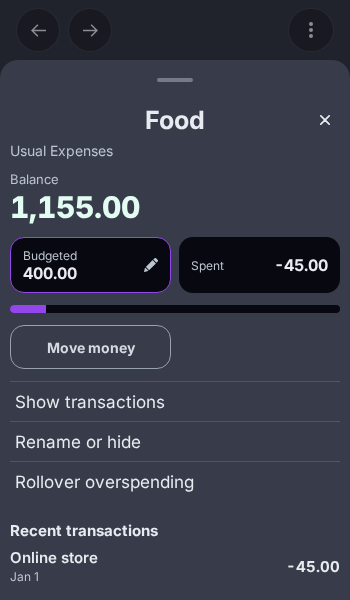 Food
Usual Expenses
Balance
1,155.00
Budgeted
400.00
Spent
-45.00
Move money
Show transactions
Rename or hide
Rollover overspending
Recent transactions
Online store
-45.00
Jan 1